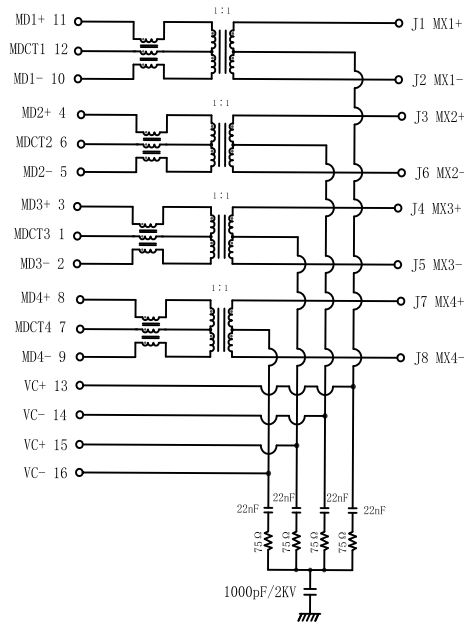 1:1
MD1+ 11
J1 MX1+
MDCT1 12
MD1- 10
J2 MX1-
1:1
MD2+ 4
J3 MX2+
MDCT2 6
MD2- 5
J6 MX2-
1:1
MD3+ 3
J4 MX3+
MDCT3 1
MD3- 2
J5 MX3-
1:1
MD4+ 8
J7 MX4+
MDCT4 7
MD4- 9
J8 MX4-
VC+ 13
VC- 14
VC+ 15
VC- 16
22nF
22nF
22nF
22nF
75Ω
75Ω
75Ω
75Ω
1000pF/2KV